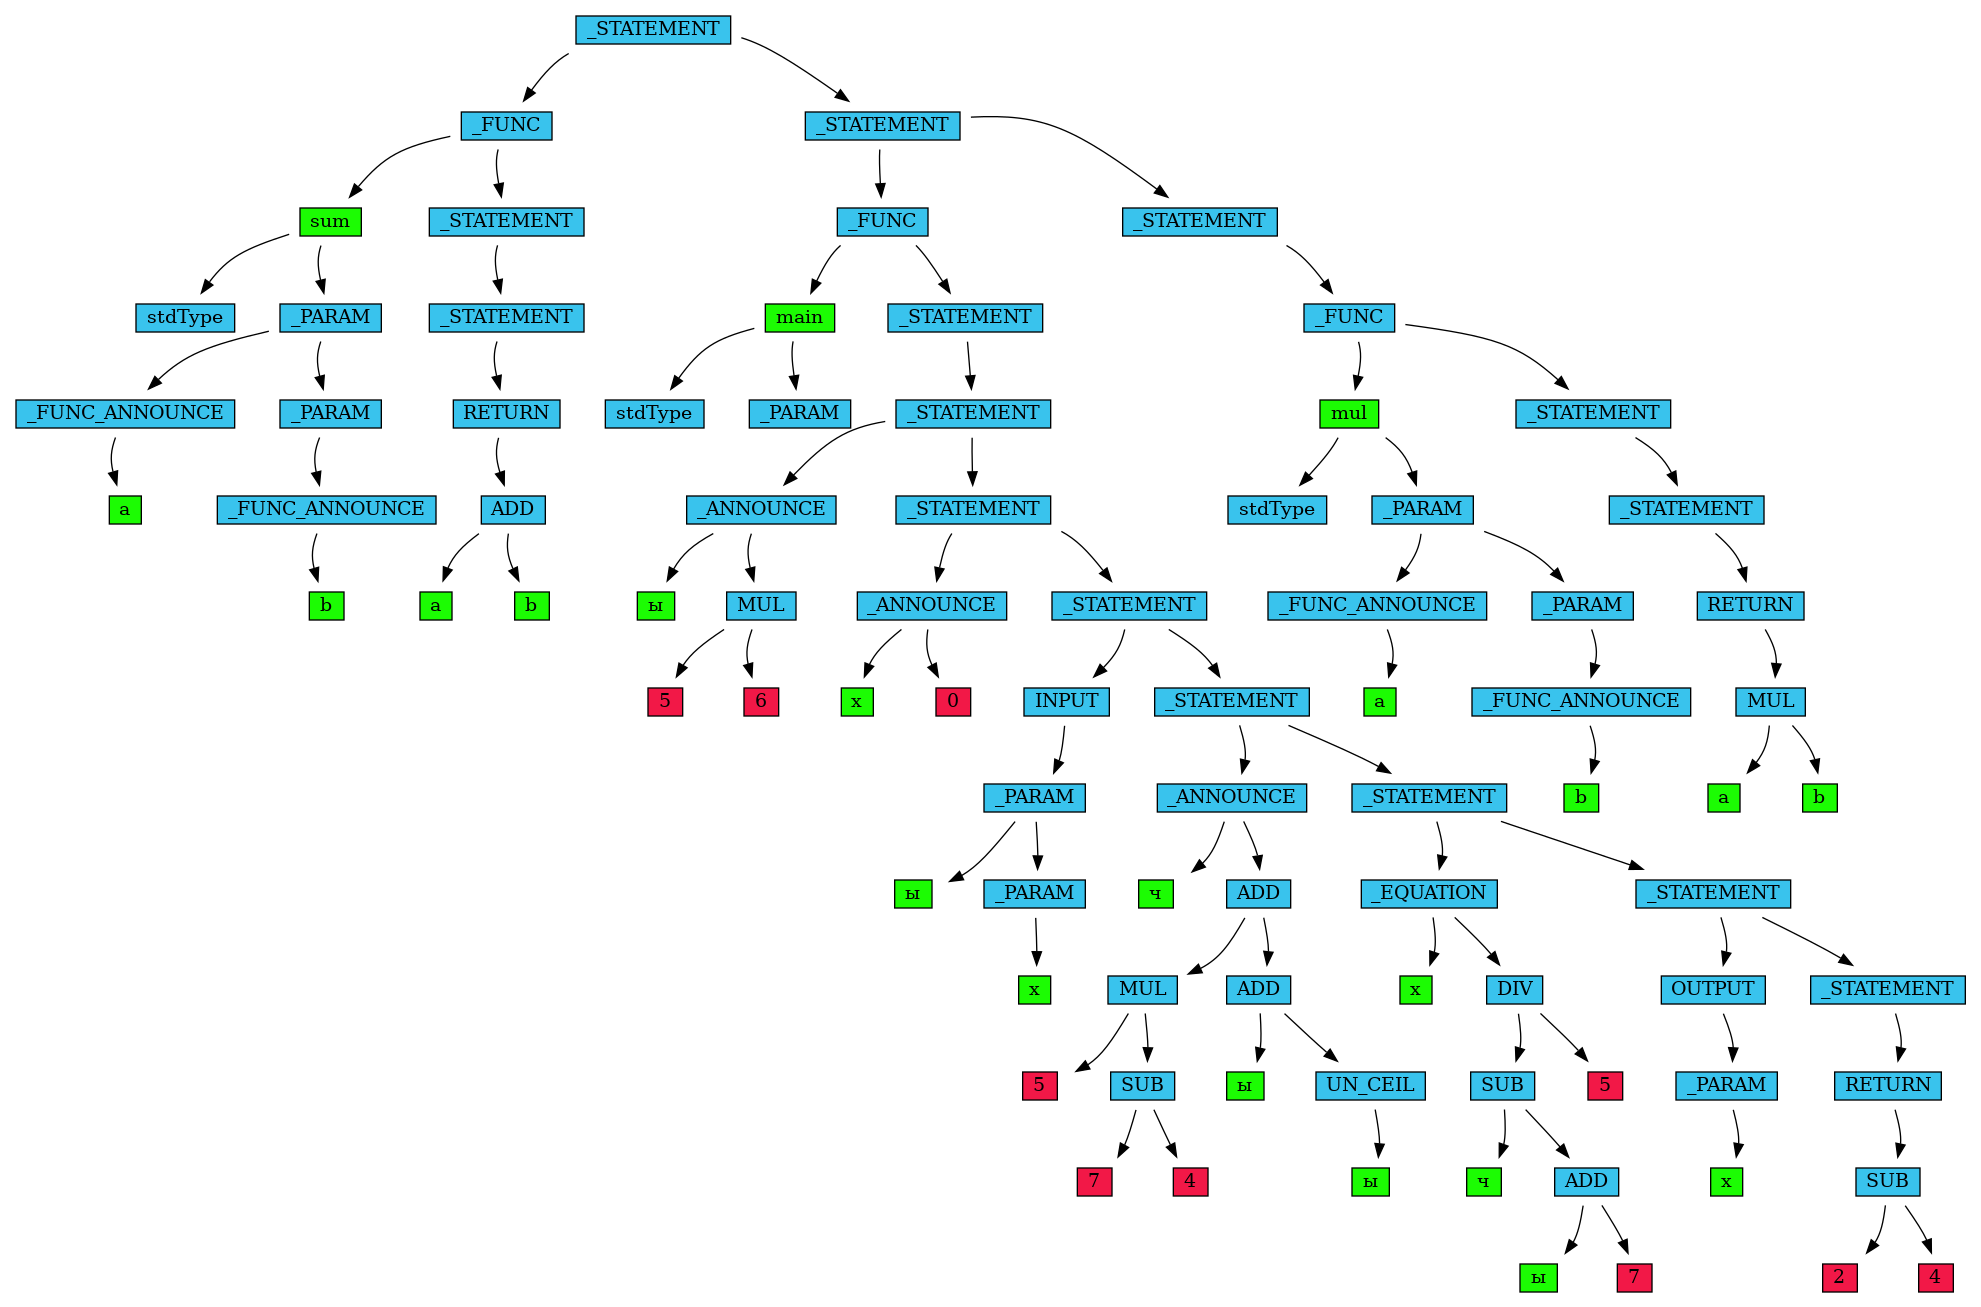 _STATEMENT
_FUNC _STATEMENT
sum _STATEMENT _FUNC _STATEMENT
stdType _PARAM _STATEMENT main _STATEMENT _FUNC
_FUNC_ANNOUNCE _PARAM RETURN stdType _PARAM _STATEMENT mul _STATEMENT
a _FUNC_ANNOUNCE ADD _ANNOUNCE _STATEMENT stdType _PARAM _STATEMENT
b a b ы MUL _ANNOUNCE _STATEMENT _FUNC_ANNOUNCE _PARAM RETURN
5 6 x 0 INPUT _STATEMENT a _FUNC_ANNOUNCE MUL
_PARAM _ANNOUNCE _STATEMENT b a b
ы _PARAM ч ADD _EQUATION _STATEMENT
x MUL ADD x DIV OUTPUT _STATEMENT
5 SUB ы UN_CEIL SUB 5 _PARAM RETURN
7 4 ы ч ADD x SUB
ы 7 2 4